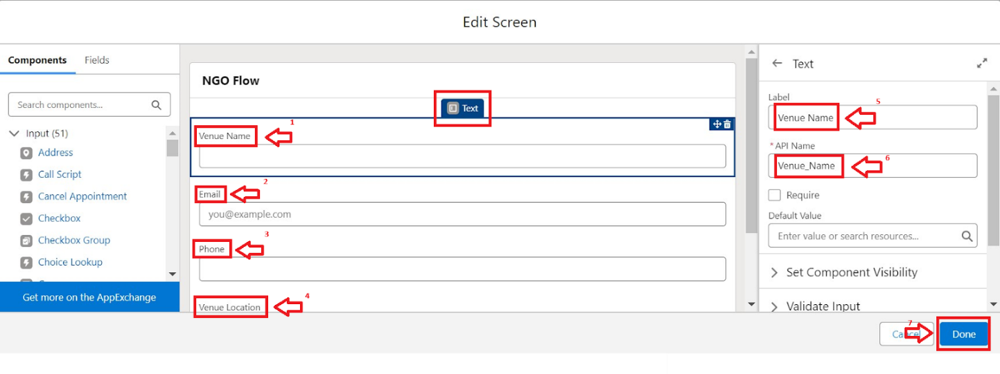 Edit Screen
Components Fields
Search components...
Input (51)
Address
Call Script
Cancel Appointment
Checkbox
Checkbox Group
Choice Lookup
Get more on the AppExchange
NGO Flow
Text
Venue Name 1
Email 2
you@example.com
Phone 3
Venue Location 4
Text
Label
Venue Name 5
* API Name
Venue_Name 6
Require
Default Value
Enter value or search resources...
Set Component Visibility
Validate Input
Cancel 7 Done